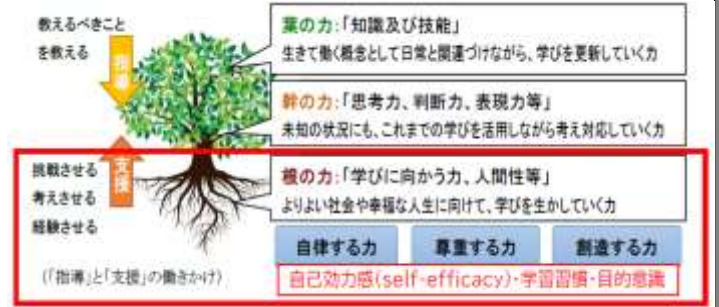 教えるべきこと
を教える
指導
葉の力:「知識及び技能」
生きて働く概念として日常と関連づけながら、学びを更新していく力
幹の力:「思考力、判断力、表現力等」
未知の状況にも、これまでの学びを活用しながら考え対応していく力
支援
挑戦させる
考えさせる
経験させる
根の力:「学びに向かう力、人間性等」
よりよい社会や幸福な人生に向けて、学びを生かしていく力
自律する力
尊重する力
創造する力
(「指導」と「支援」の働きかけ)
自己効力感(self-efficacy)・学習習慣・目的意識